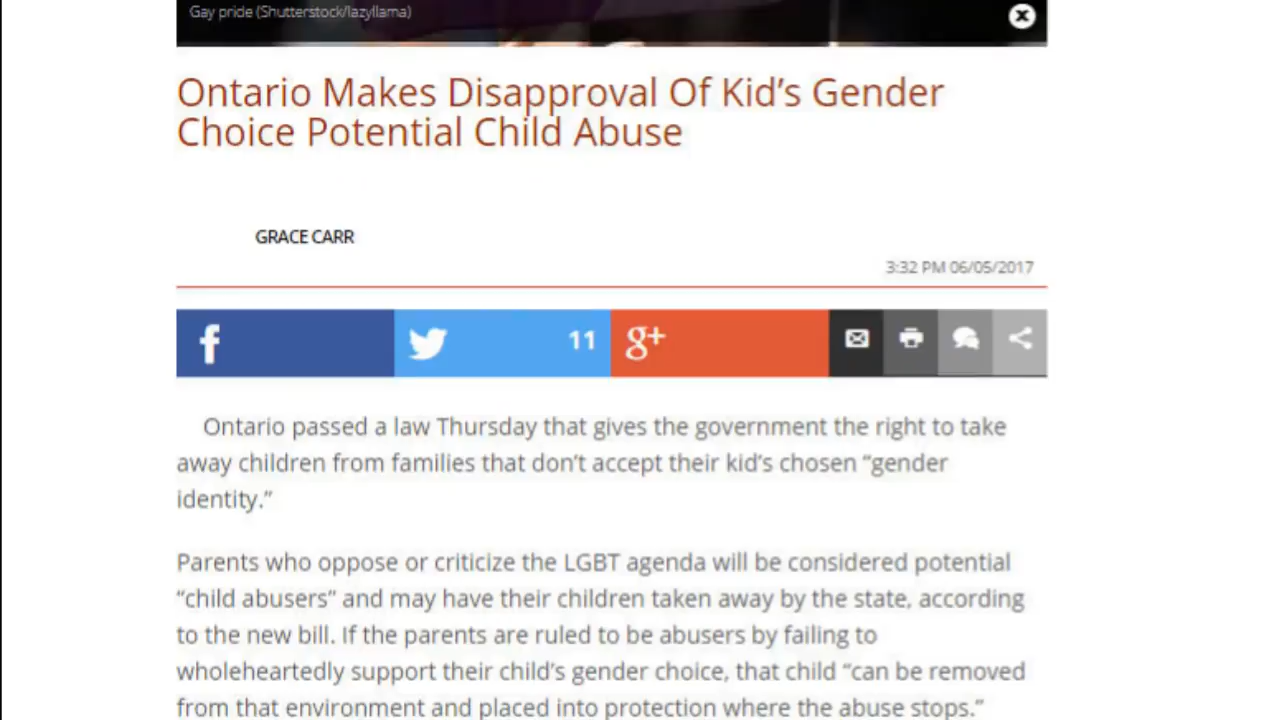 Gay pride (Shutterstock/lazyllama)
Ontario Makes Disapproval Of Kid's Gender
Choice Potential Child Abuse
GRACE CARR
3:32 PM 06/05/2017
f
11
g+
Ontario passed a law Thursday that gives the government the right to take
away children from families that don't accept their kid's chosen “gender
identity.”
Parents who oppose or criticize the LGBT agenda will be considered potential
“child abusers” and may have their children taken away by the state, according
to the new bill. If the parents are ruled to be abusers by failing to
wholeheartedly support their child's gender choice, that child “can be removed
from that environment and placed into protection where the abuse stops.”